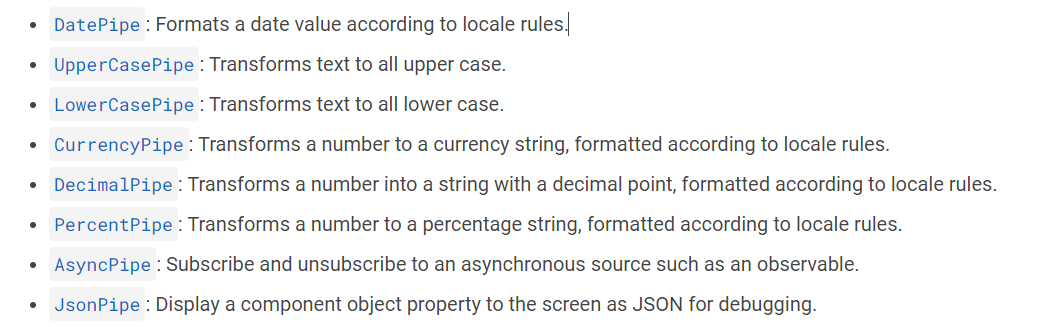 • DatePipe: Formats a date value according to locale rules.
• UpperCasePipe: Transforms text to all upper case.
• LowerCasePipe: Transforms text to all lower case.
• CurrencyPipe: Transforms a number to a currency string, formatted according to locale rules.
• DecimalPipe: Transforms a number into a string with a decimal point, formatted according to locale rules.
• PercentPipe: Transforms a number to a percentage string, formatted according to locale rules.
• AsyncPipe: Subscribe and unsubscribe to an asynchronous source such as an observable.
• JsonPipe: Display a component object property to the screen as JSON for debugging.